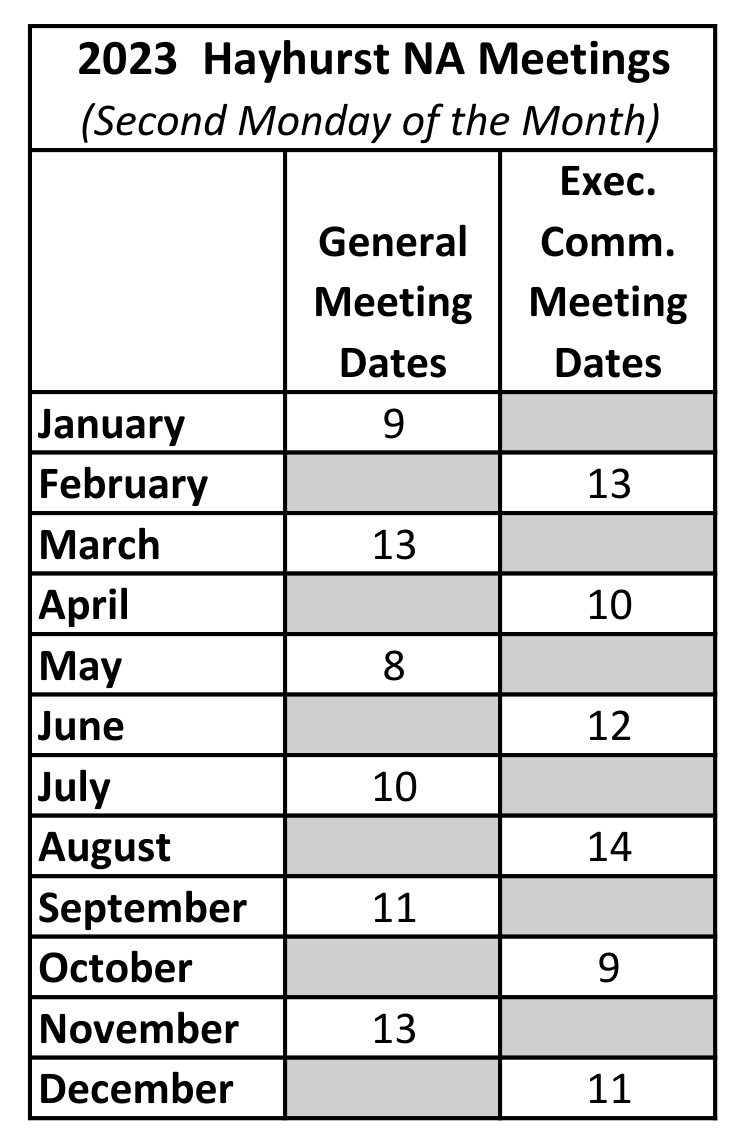 2023  Hayhurst NA Meetings
(Second Monday of the Month)
General
Meeting
Dates
Exec.
Comm.
Meeting
Dates
January 9
February 13
March 13
April 10
May 8
June 12
July 10
August 14
September 11
October 9
November 13
December 11